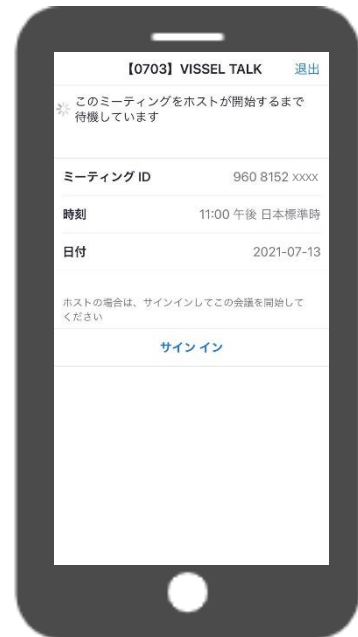 【0703】VISSEL TALK 退出
このミーティングをホストが開始するまで
待機しています
ミーティング ID 960 8152 xxxx
時刻 11:00 午後 日本標準時
日付 2021-07-13
ホストの場合は、サインインしてこの会議を開始して
ください
サイン イン